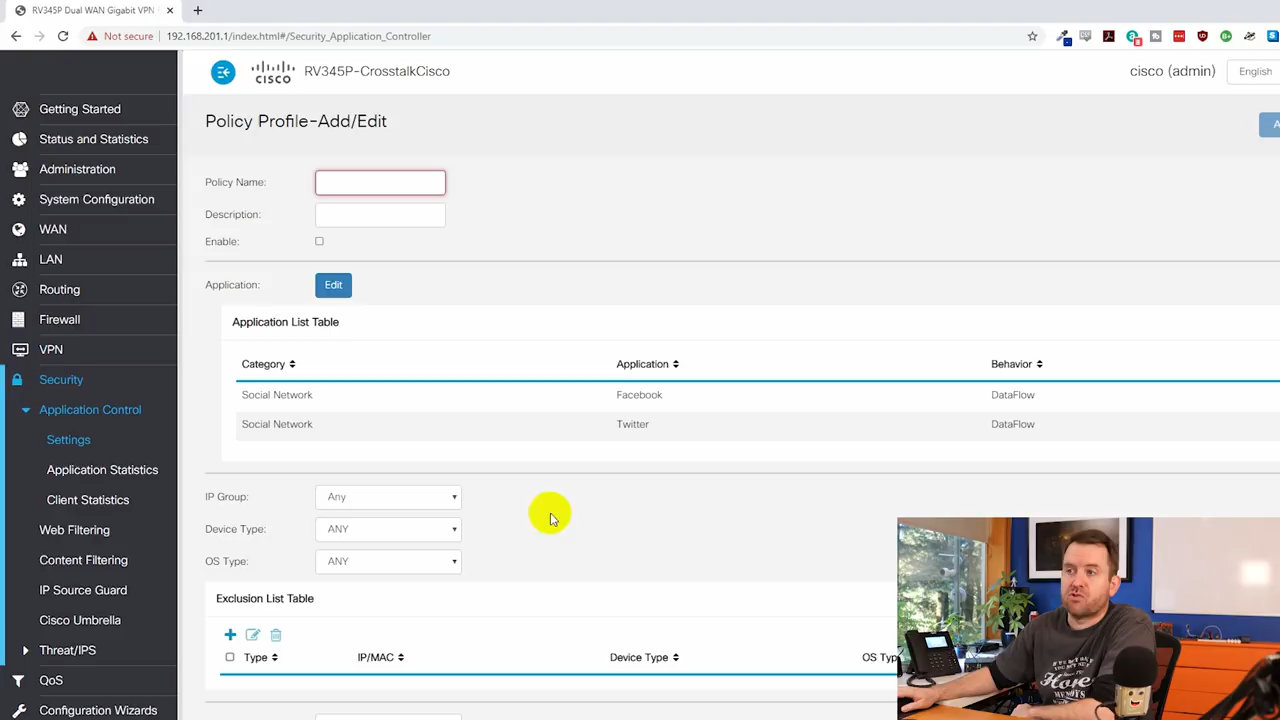 RV345P Dual WAN Gigabit VPN
Not secure 192.168.201.1/index.html#/Security_Application_Controller
CISCO RV345P-CrosstalkCisco cisco (admin) English
Policy Profile-Add/Edit A
Getting Started
Status and Statistics
Administration
System Configuration
WAN
LAN
Routing
Firewall
VPN
Security
Application Control
Settings
Application Statistics
Client Statistics
Web Filtering
Content Filtering
IP Source Guard
Cisco Umbrella
Threat/IPS
QoS
Configuration Wizards
Policy Name:
Description:
Enable:
Application: Edit
Application List Table
Category Application Behavior
Social Network Facebook DataFlow
Social Network Twitter DataFlow
IP Group: Any
Device Type: ANY
OS Type: ANY
Exclusion List Table
Type IP/MAC Device Type OS Typ